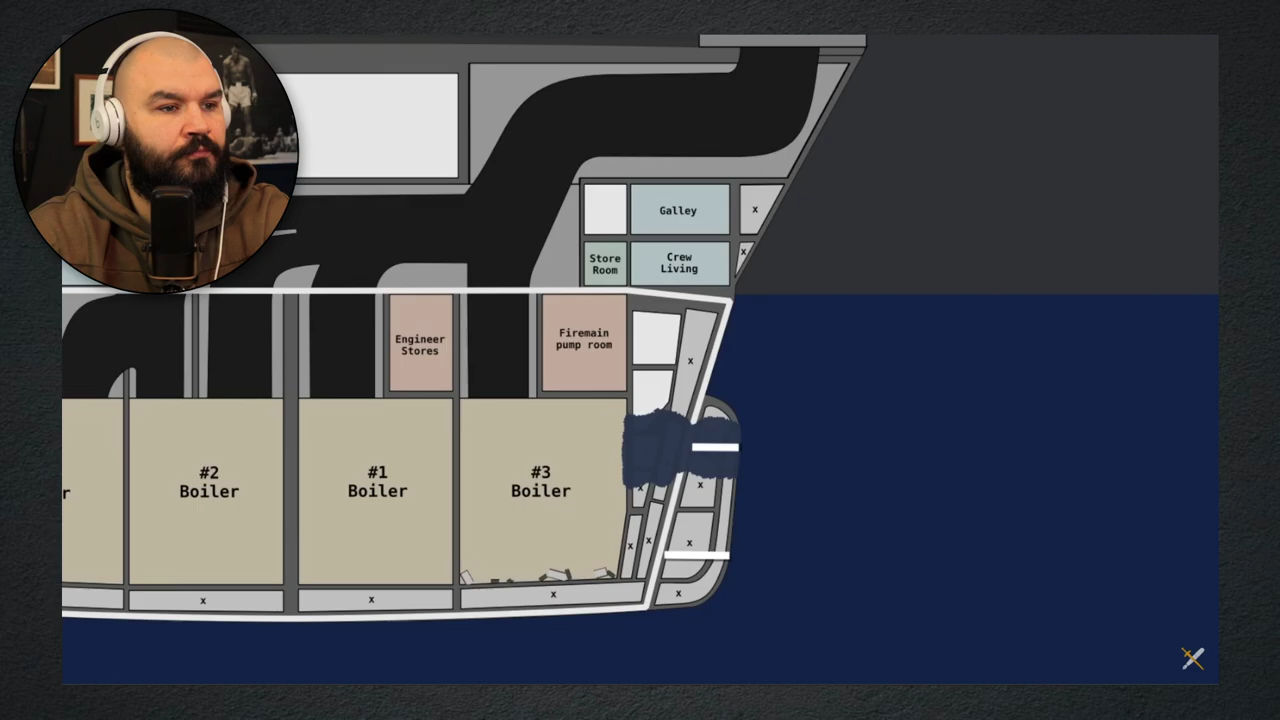 Galley
x
Store
Room
Crew
Living
x
Engineer
Stores
Firemain
pump room
x
r
#2
Boiler
#1
Boiler
#3
Boiler
x
x
x
x
x
x
x
x
x
x